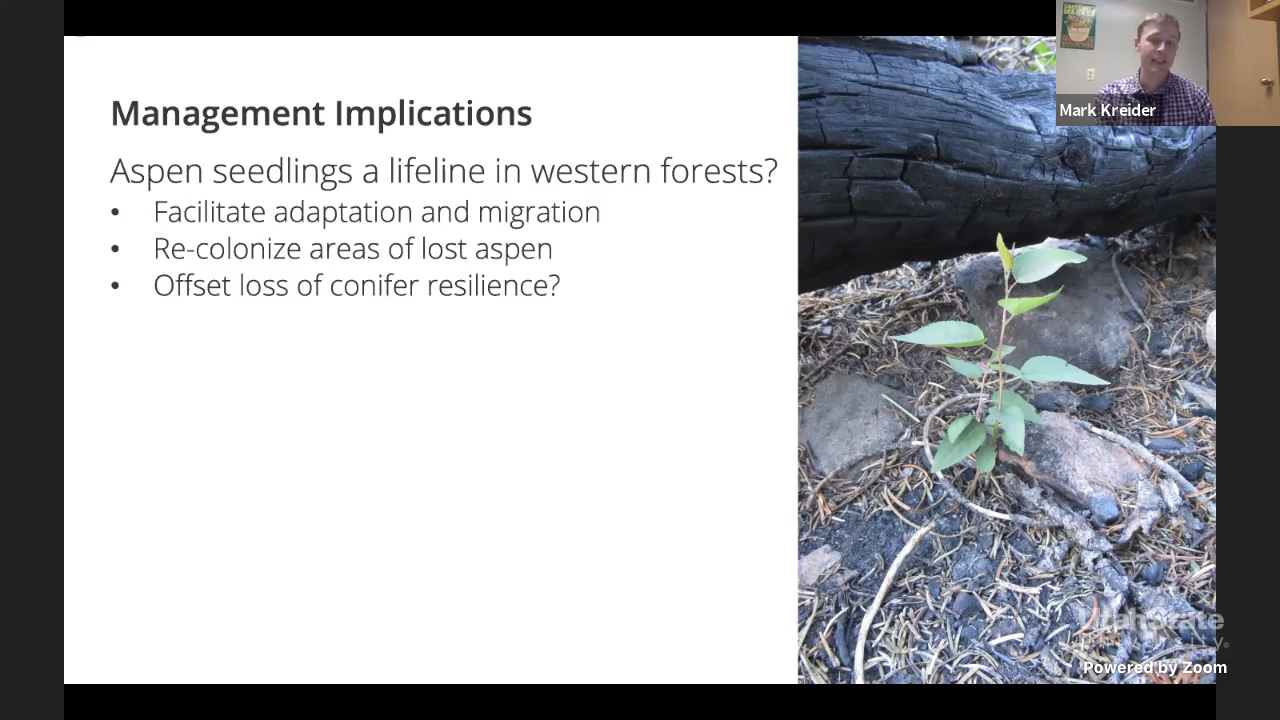 Management Implications
Aspen seedlings a lifeline in western forests?
• Facilitate adaptation and migration
• Re-colonize areas of lost aspen
• Offset loss of conifer resilience?
Mark Kreider
UtahState
Powered by Zoom